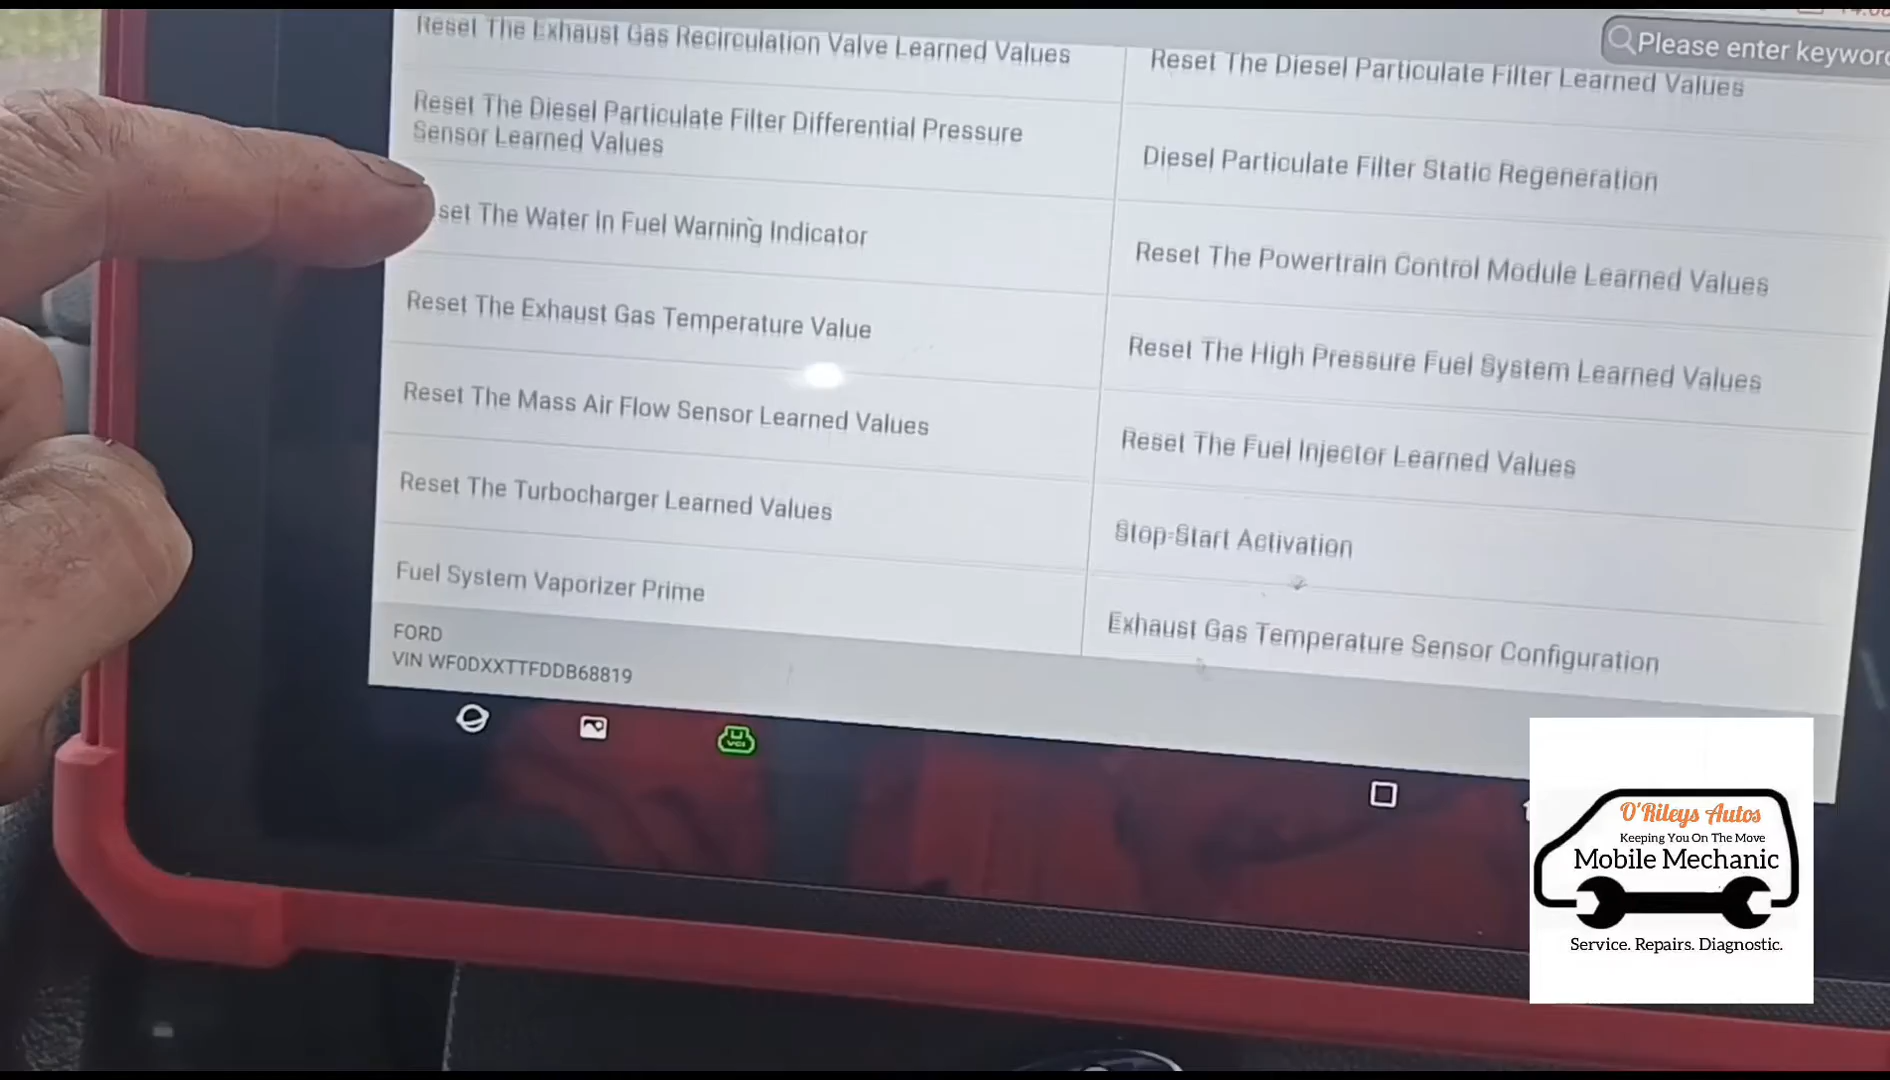 Please enter keywor
Reset The Exhaust Gas Recirculation Valve Learned Values
Reset The Diesel Particulate Filter Learned Values
Reset The Diesel Particulate Filter Differential Pressure
Sensor Learned Values
Diesel Particulate Filter Static Regeneration
set The Water In Fuel Warning Indicator
Reset The Powertrain Control Module Learned Values
Reset The Exhaust Gas Temperature Value
Reset The High Pressure Fuel System Learned Values
Reset The Mass Air Flow Sensor Learned Values
Reset The Fuel Injector Learned Values
Reset The Turbocharger Learned Values
Stop-Start Activation
Fuel System Vaporizer Prime
Exhaust Gas Temperature Sensor Configuration
FORD
VIN WF0DXXTTFDDB68819
VCI
O'Rileys Autos
Keeping You On The Move
Mobile Mechanic
Service. Repairs. Diagnostic.